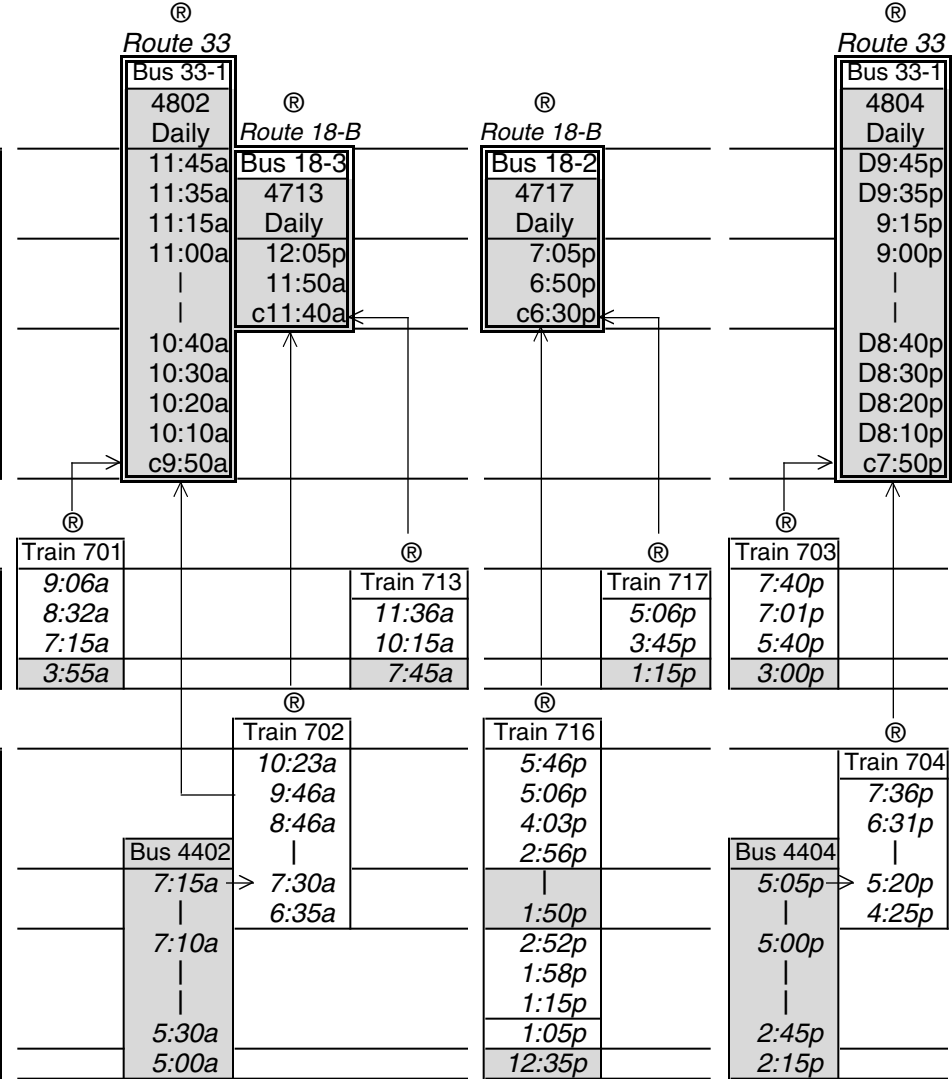 ®
Route 33
Bus 33-1
4802
Daily
11:45a
11:35a
11:15a
11:00a
|
|
10:40a
10:30a
10:20a
10:10a
c9:50a
®
Route 18-B
Bus 18-3
4713
Daily
12:05p
11:50a
c11:40a
®
Route 18-B
Bus 18-2
4717
Daily
7:05p
6:50p
c6:30p
®
Route 33
Bus 33-1
4804
Daily
D9:45p
D9:35p
9:15p
9:00p
|
|
D8:40p
D8:30p
D8:20p
D8:10p
c7:50p
®
Train 701
9:06a
8:32a
7:15a
3:55a
®
Train 713
11:36a
10:15a
7:45a
®
Train 717
5:06p
3:45p
1:15p
®
Train 703
7:40p
7:01p
5:40p
3:00p
Bus 4402
7:15a
|
7:10a
|
|
5:30a
5:00a
®
Train 702
10:23a
9:46a
8:46a
|
7:30a
6:35a
®
Train 716
5:46p
5:06p
4:03p
2:56p
|
1:50p
2:52p
1:58p
1:15p
1:05p
12:35p
Bus 4404
5:05p
|
5:00p
|
|
2:45p
2:15p
®
Train 704
7:36p
6:31p
|
5:20p
4:25p